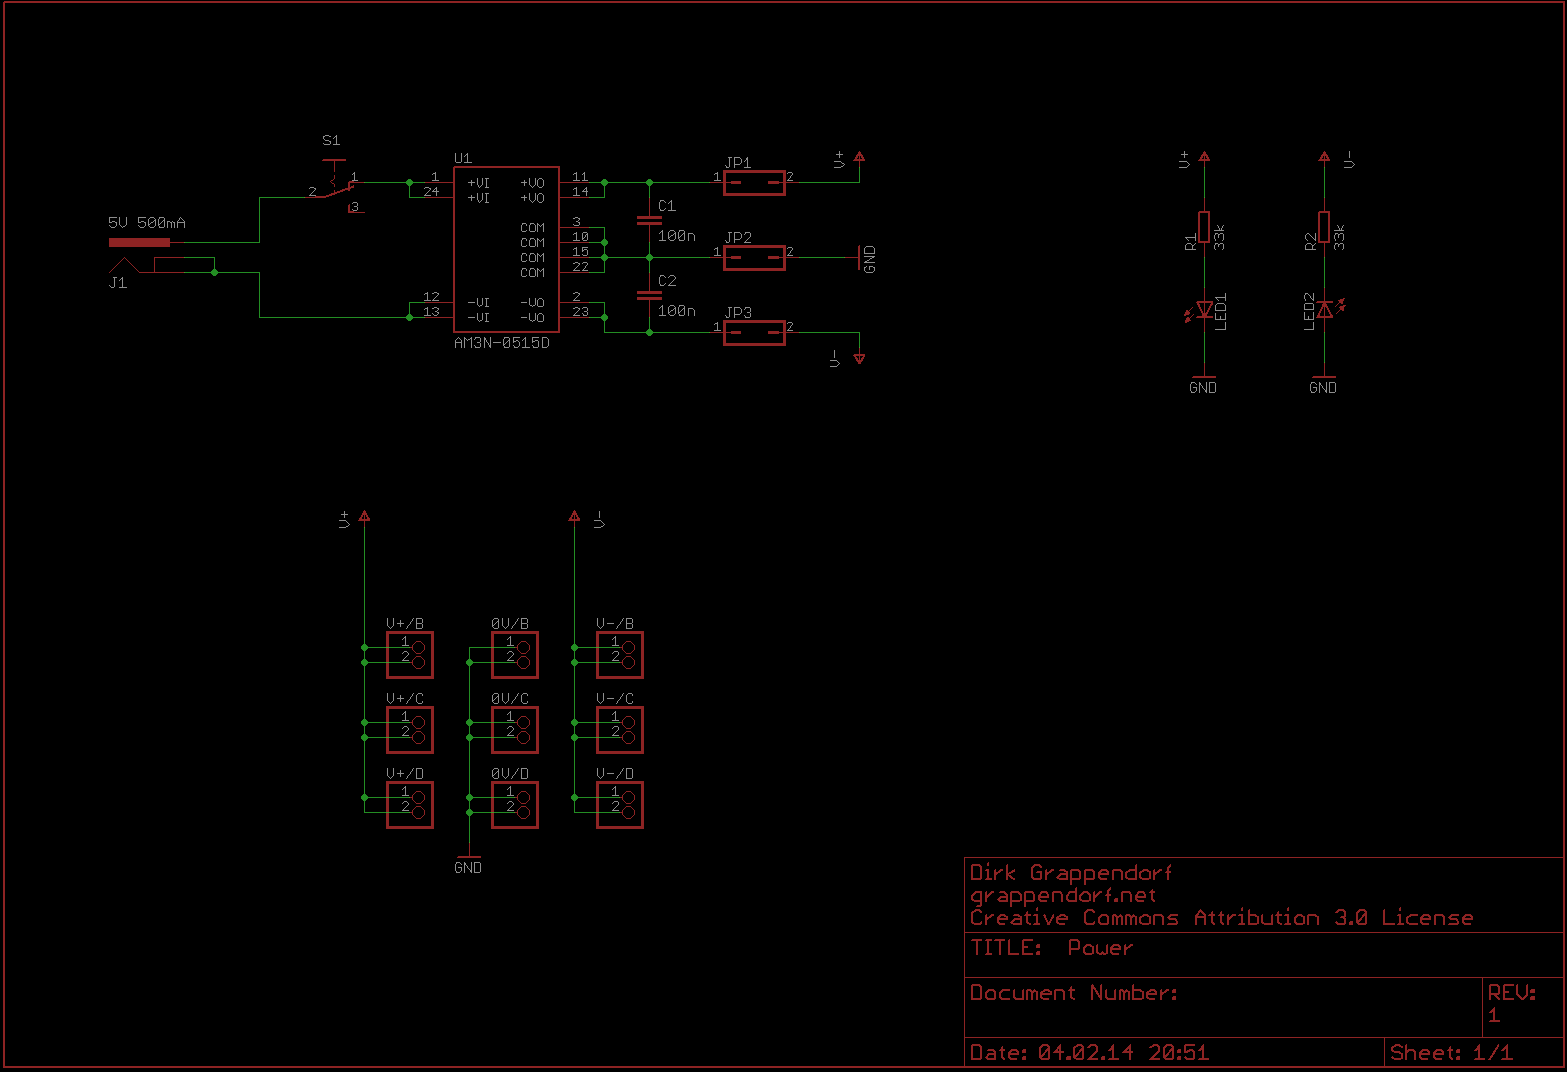 S1
1
2
3
5V 500mA
J1
U1
1 +VI +VO 11
24 +VI +VO 14
COM 3
COM 10
COM 15
COM 22
12 -VI -VO 2
13 -VI -VO 23
AM3N-0515D
C1
100n
C2
100n
JP1
1 2
JP2
1 2
JP3
1 2
V+
GND
V-
V+
R1
33k
LED1
GND
V-
R2
33k
LED2
GND
V+
V-
V+/B 0V/B V-/B
1 1 1
2 2 2
V+/C 0V/C V-/C
1 1 1
2 2 2
V+/D 0V/D V-/D
1 1 1
2 2 2
GND
Dirk Grappendorf
grappendorf.net
Creative Commons Attribution 3.0 License
TITLE: Power
Document Number:
REV:
1
Date: 04.02.14 20:51
Sheet: 1/1